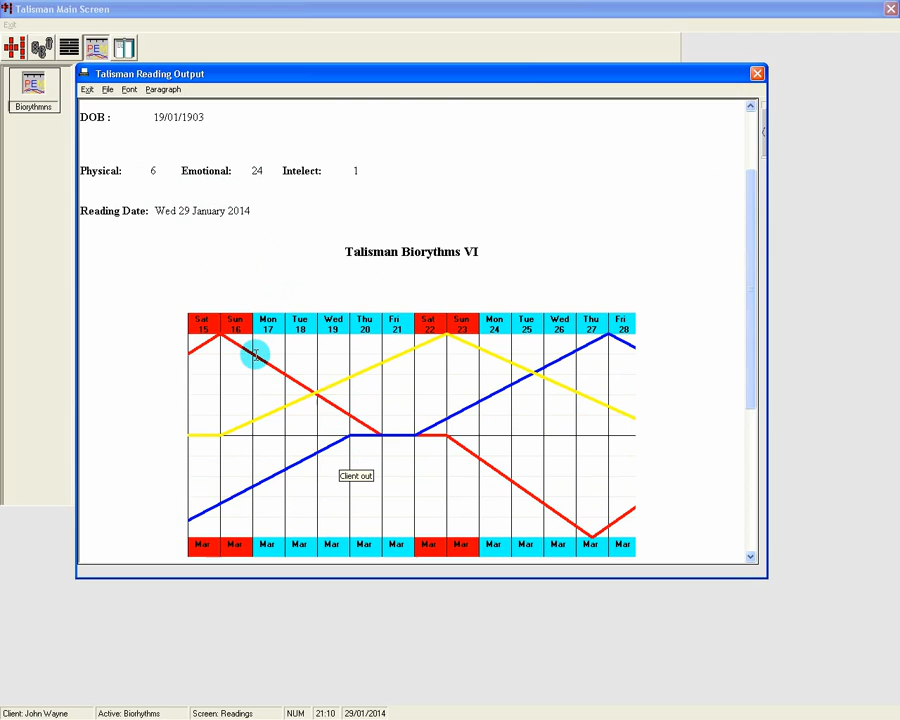 Talisman Main Screen
Exit
PE
Biorythmns
PE
Talisman Reading Output
Exit File Font Paragraph
DOB : 19/01/1903
Physical: 6 Emotional: 24 Intelect: 1
Reading Date: Wed 29 January 2014
Talisman Biorythms VI
Sat Sun Mon Tue Wed Thu Fri Sat Sun Mon Tue Wed Thu Fri
15 16 17 18 19 20 21 22 23 24 25 26 27 28
Client out
Mar Mar Mar Mar Mar Mar Mar Mar Mar Mar Mar Mar Mar Mar
Client: John Wayne Active: Biorhythms Screen: Readings NUM 21:10 29/01/2014